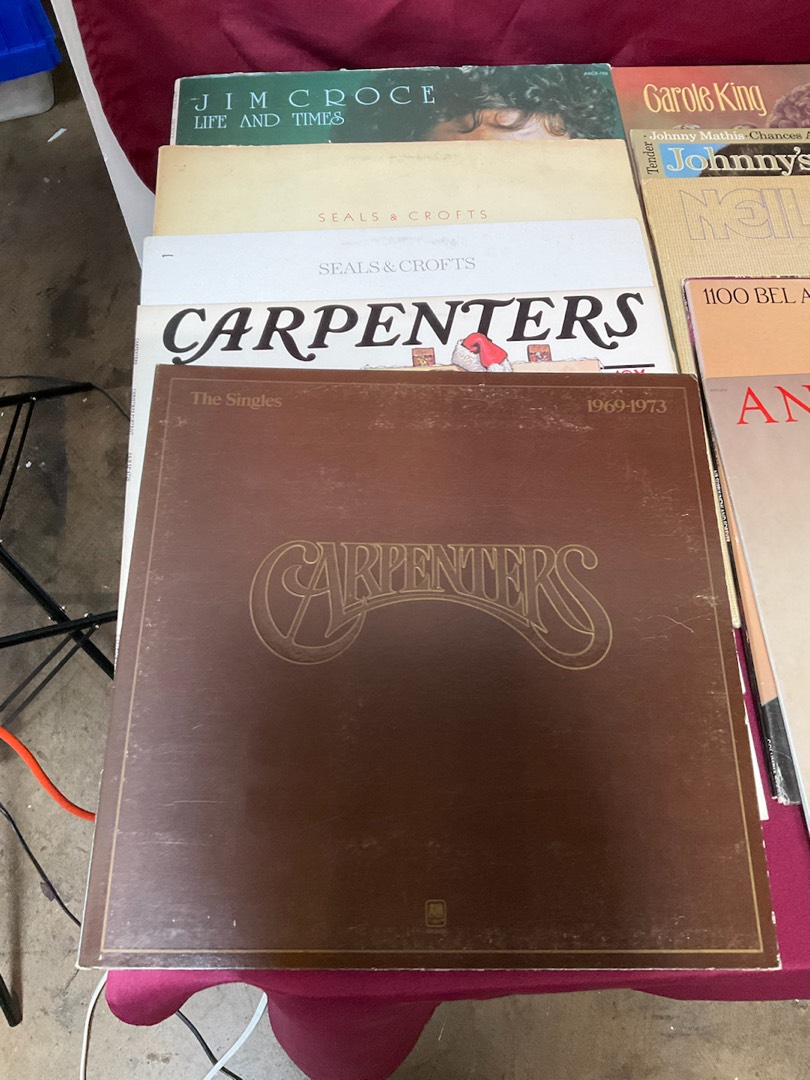 JIM CROCE
LIFE AND TIMES
SEALS & CROFTS
SEALS & CROFTS
CARPENTERS
The Singles
1969-1973
CARPENTERS
A&M
Carole King
Johnny Mathis Chances A
Tender
Johnny's
NEIL
1100 BEL A
AN